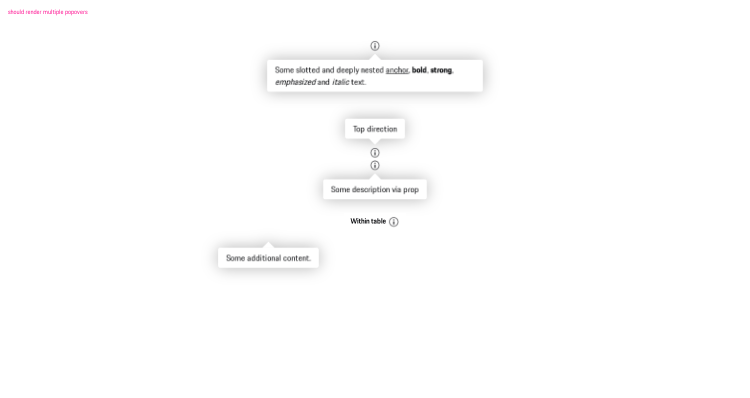 should render multiple popovers
Some slotted and deeply nested anchor, bold, strong,
emphasized and italic text.
Top direction
Some description via prop
Within table
Some additional content.